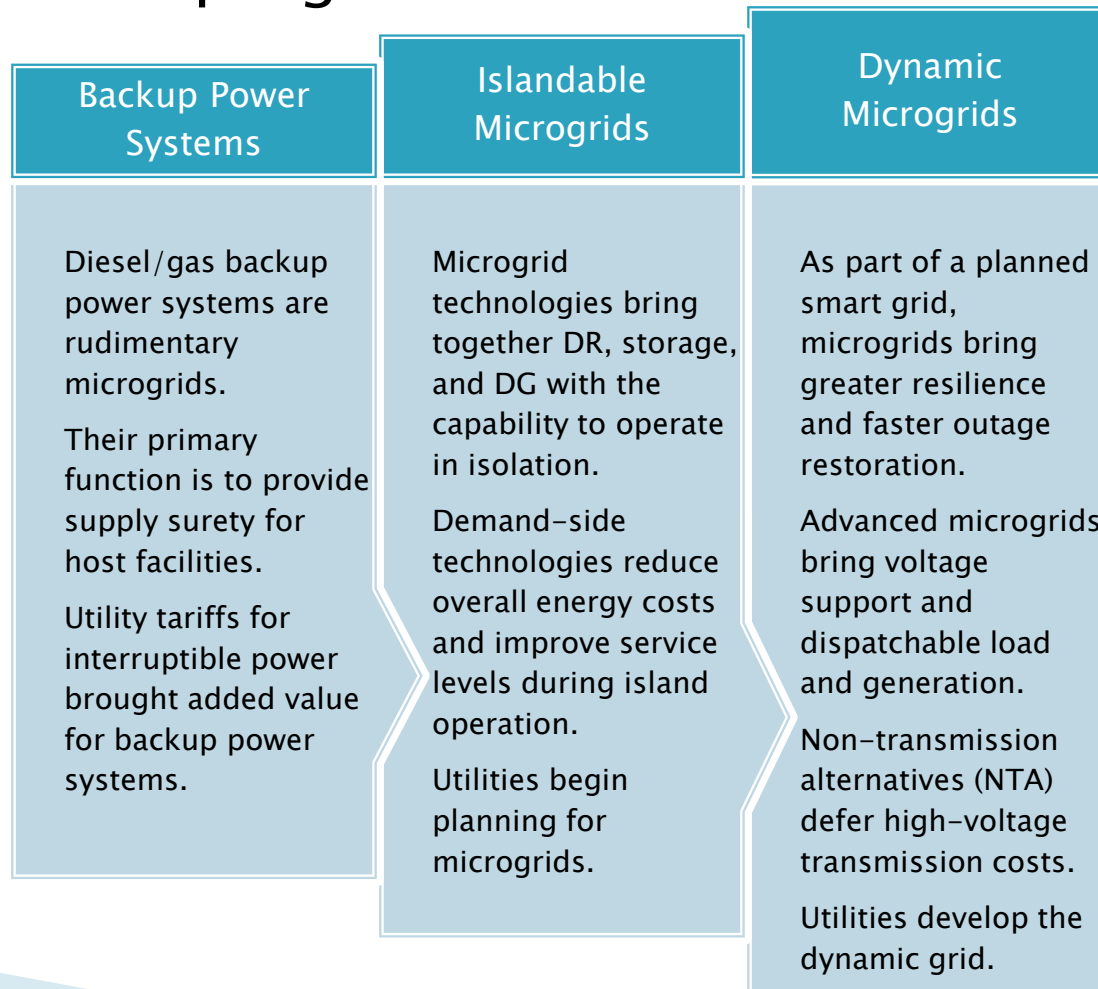 Backup Power
Systems
Diesel/gas backup
power systems are
rudimentary
microgrids.
Their primary
function is to provide
supply surety for
host facilities.
Utility tariffs for
interruptible power
brought added value
for backup power
systems.
Islandable
Microgrids
Microgrid
technologies bring
together DR, storage,
and DG with the
capability to operate
in isolation.
Demand-side
technologies reduce
overall energy costs
and improve service
levels during island
operation.
Utilities begin
planning for
microgrids.
Dynamic
Microgrids
As part of a planned
smart grid,
microgrids bring
greater resilience
and faster outage
restoration.
Advanced microgrids
bring voltage
support and
dispatchable load
and generation.
Non-transmission
alternatives (NTA)
defer high-voltage
transmission costs.
Utilities develop the
dynamic grid.